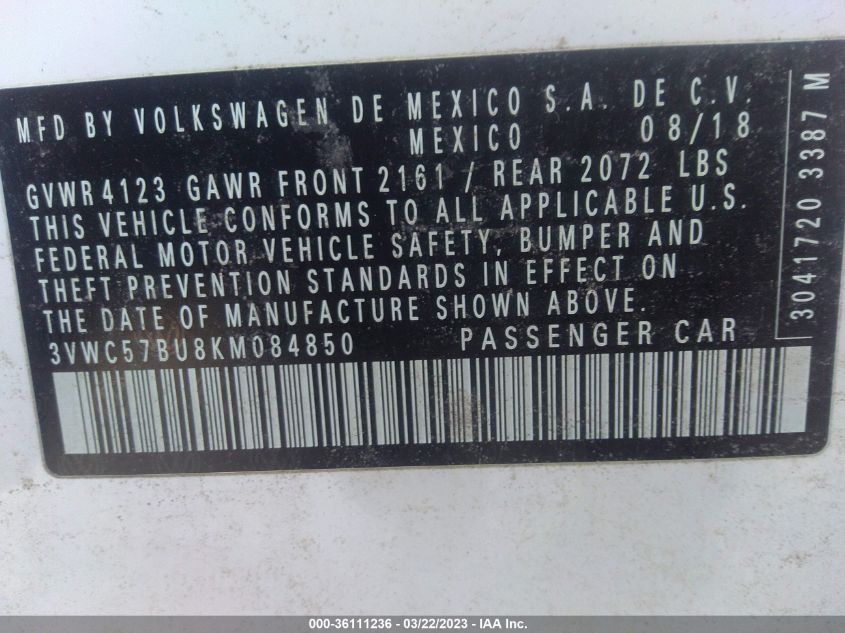 MFD BY VOLKSWAGEN DE MEXICO S.A. DE C.V.
MEXICO 08/18
GVWR 4123 GAWR FRONT 2161 / REAR 2072 LBS
THIS VEHICLE CONFORMS TO ALL APPLICABLE U.S.
FEDERAL MOTOR VEHICLE SAFETY, BUMPER AND
THEFT PREVENTION STANDARDS IN EFFECT ON
THE DATE OF MANUFACTURE SHOWN ABOVE.
3VWC57BU8KM084850 PASSENGER CAR
3041720 3387 M
000-36111236 - 03/22/2023 - IAA Inc.